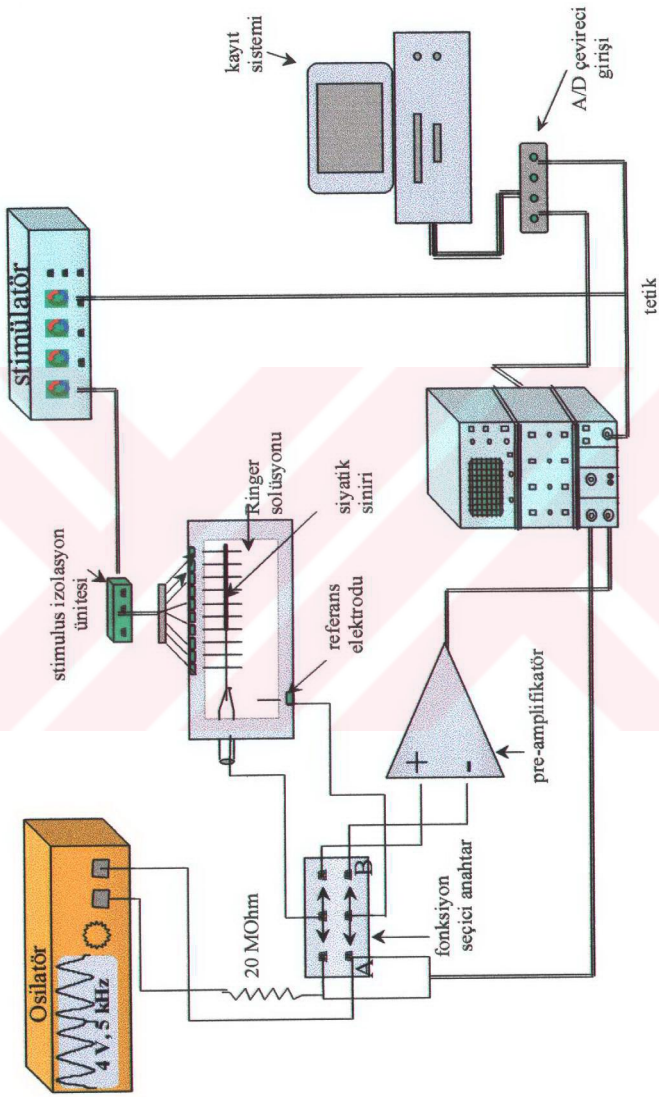 Osilatör
4 V, 5 kHz
20 MOhm
A
B
fonksiyon
seçici anahtar
stimulus izolasyon
ünitesi
Ringer
solüsyonu
siyatik
siniri
referans
elektrodu
+
-
pre-amplifikatör
stimülatör
kayıt
sistemi
A/D çevireci
girişi
tetik